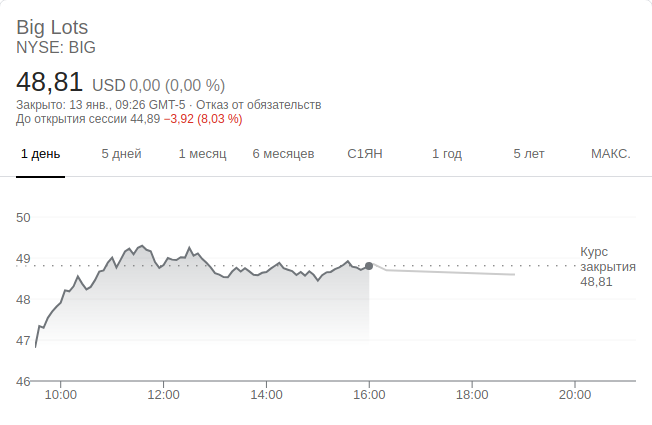 Big Lots
NYSE: BIG
48,81 USD 0,00 (0,00 %)
Закрыто: 13 янв., 09:26 GMT-5 · Отказ от обязательств
До открытия сессии 44,89 −3,92 (8,03 %)
1 день 5 дней 1 месяц 6 месяцев С1ЯН 1 год 5 лет МАКС.
50
49
48
47
46
Курс
закрытия
48,81
10:00 12:00 14:00 16:00 18:00 20:00